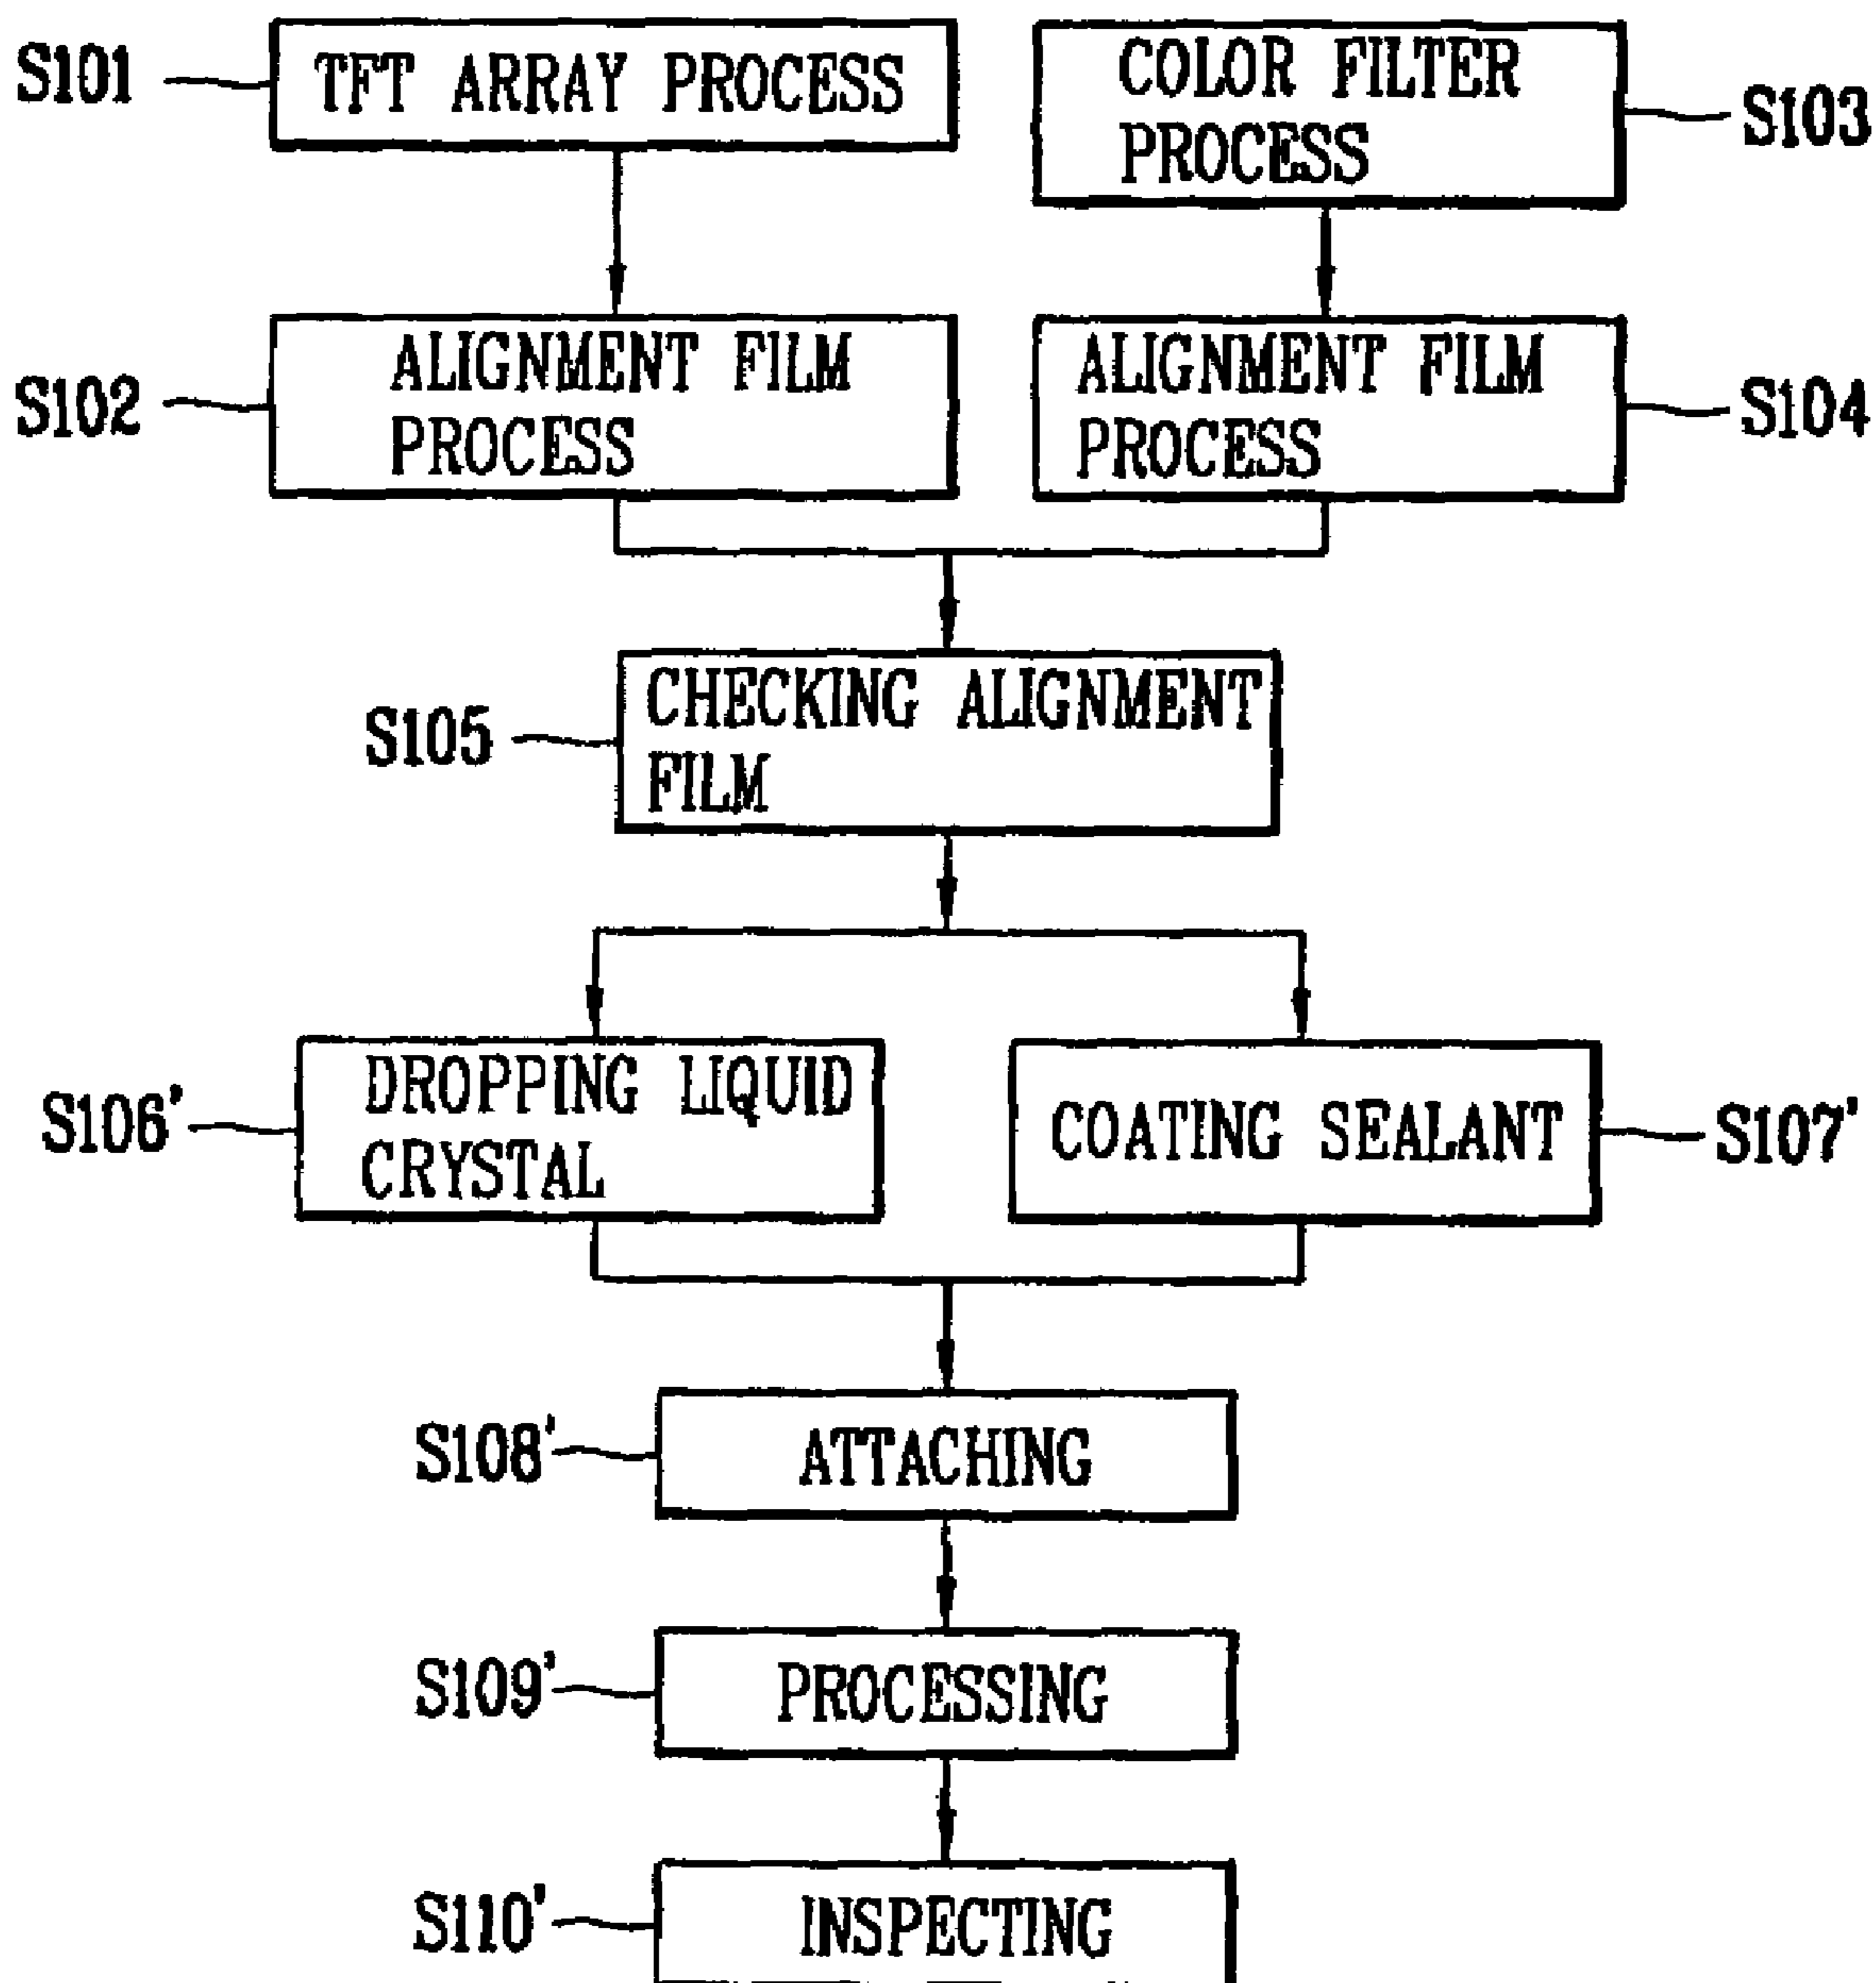 S101
TFT ARRAY PROCESS
COLOR FILTER
PROCESS
S103
S102
ALIGNMENT FILM
PROCESS
ALIGNMENT FILM
PROCESS
S104
S105
CHECKING ALIGNMENT
FILM
S106'
DROPPING LIQUID
CRYSTAL
COATING SEALANT
S107'
S108'
ATTACHING
S109'
PROCESSING
S110'
INSPECTING